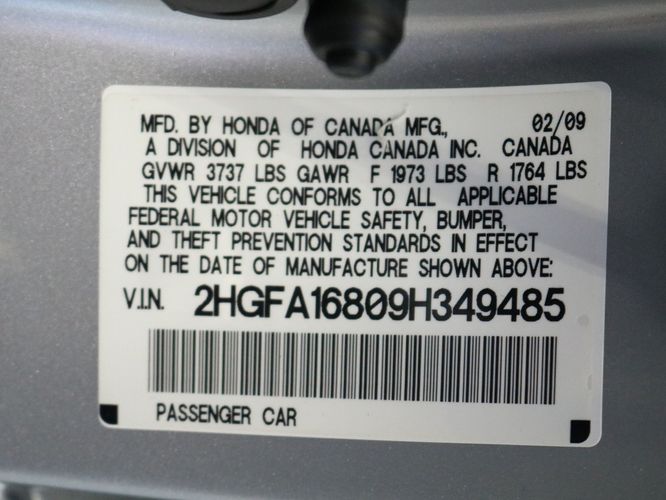 MFD. BY HONDA OF CANADA MFG., 02/09
A DIVISION OF HONDA CANADA INC. CANADA
GVWR 3737 LBS GAWR F 1973 LBS R 1764 LBS
THIS VEHICLE CONFORMS TO ALL APPLICABLE
FEDERAL MOTOR VEHICLE SAFETY, BUMPER,
AND THEFT PREVENTION STANDARDS IN EFFECT
ON THE DATE OF MANUFACTURE SHOWN ABOVE:
V.I.N. 2HGFA16809H349485
PASSENGER CAR